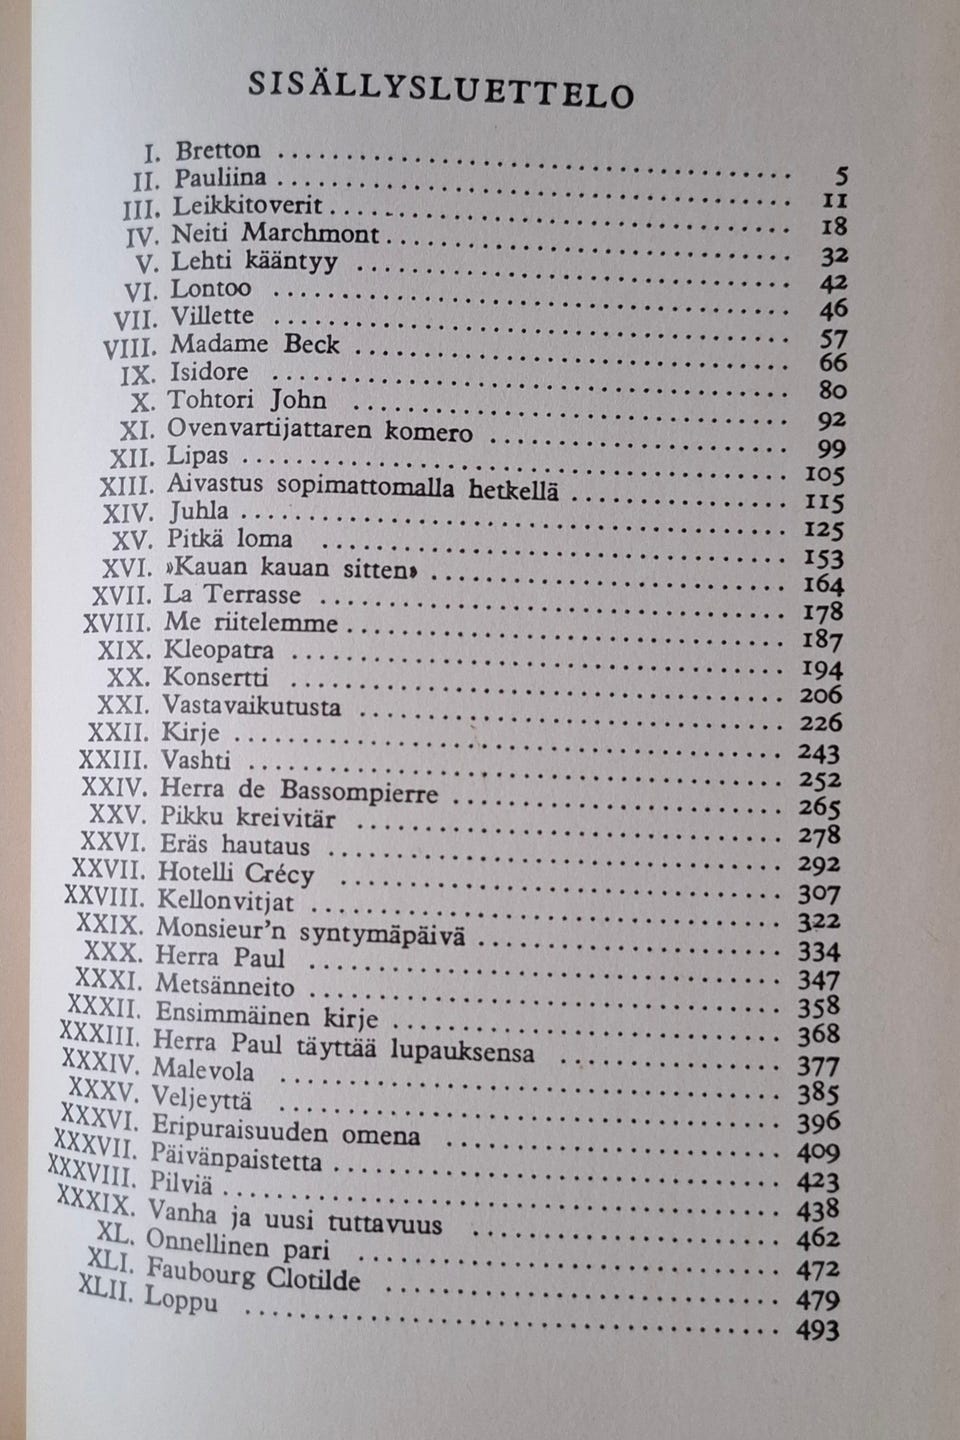 SISÄLLYSLUETTELO
I. Bretton . . . . . . . . . . 5
II. Pauliina . . . . . . . . . . 11
III. Leikkitoverit . . . . . . . . . . 18
IV. Neiti Marchmont . . . . . . . . . . 32
V. Lehti kääntyy . . . . . . . . . . 42
VI. Lontoo . . . . . . . . . . 46
VII. Villette . . . . . . . . . . 57
VIII. Madame Beck . . . . . . . . . . 66
IX. Isidore . . . . . . . . . . 80
X. Tohtori John . . . . . . . . . . 92
XI. Ovenvartijattaren komero . . . . . . . . . . 99
XII. Lipas . . . . . . . . . . 105
XIII. Aivastus sopimattomalla hetkellä . . . . . . . . . . 115
XIV. Juhla . . . . . . . . . . 125
XV. Pitkä loma . . . . . . . . . . 153
XVI. »Kauan kauan sitten» . . . . . . . . . . 164
XVII. La Terrasse . . . . . . . . . . 178
XVIII. Me riitelemme . . . . . . . . . . 187
XIX. Kleopatra . . . . . . . . . . 194
XX. Konsertti . . . . . . . . . . 206
XXI. Vastavaikutusta . . . . . . . . . . 226
XXII. Kirje . . . . . . . . . . 243
XXIII. Vashti . . . . . . . . . . 252
XXIV. Herra de Bassompierre . . . . . . . . . . 265
XXV. Pikku kreivitär . . . . . . . . . . 278
XXVI. Eräs hautaus . . . . . . . . . . 292
XXVII. Hotelli Crécy . . . . . . . . . . 307
XXVIII. Kellonvitjat . . . . . . . . . . 322
XXIX. Monsieur'n syntymäpäivä . . . . . . . . . . 334
XXX. Herra Paul . . . . . . . . . . 347
XXXI. Metsänneito . . . . . . . . . . 358
XXXII. Ensimmäinen kirje . . . . . . . . . . 368
XXXIII. Herra Paul täyttää lupauksensa . . . . . . . . . . 377
XXXIV. Malevola . . . . . . . . . . 385
XXXV. Veljeyttä . . . . . . . . . . 396
XXXVI. Eripuraisuuden omena . . . . . . . . . . 409
XXXVII. Päivänpaistetta . . . . . . . . . . 423
XXXVIII. Pilviä . . . . . . . . . . 438
XXXIX. Vanha ja uusi tuttavuus . . . . . . . . . . 462
XL. Onnellinen pari . . . . . . . . . . 472
XLI. Faubourg Clotilde . . . . . . . . . . 479
XLII. Loppu . . . . . . . . . . 493